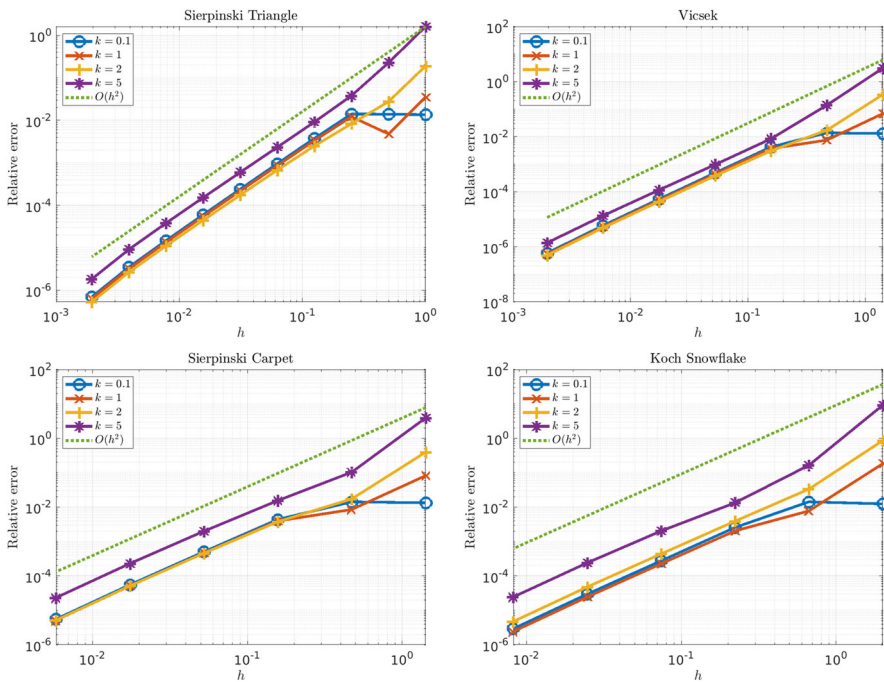 Sierpinski Triangle
10^0
10^-2
10^-4
10^-6
Relative error
k = 0.1
k = 1
k = 2
k = 5
O(h^2)
10^-3
10^-2
10^-1
10^0
h
Vicsek
10^2
10^0
10^-2
10^-4
10^-6
10^-8
Relative error
k = 0.1
k = 1
k = 2
k = 5
O(h^2)
10^-3
10^-2
10^-1
10^0
h
Sierpinski Carpet
10^2
10^0
10^-2
10^-4
10^-6
Relative error
k = 0.1
k = 1
k = 2
k = 5
O(h^2)
10^-2
10^-1
10^0
h
Koch Snowflake
10^2
10^0
10^-2
10^-4
10^-6
Relative error
k = 0.1
k = 1
k = 2
k = 5
O(h^2)
10^-2
10^-1
10^0
h